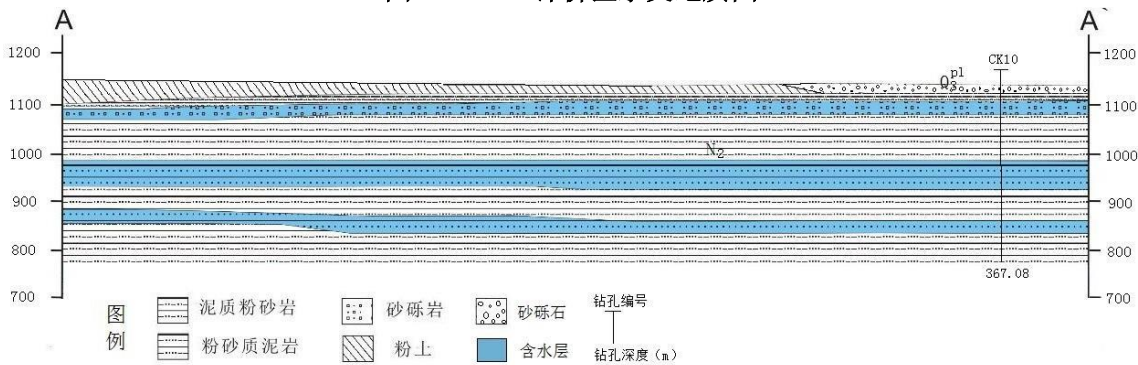 A
A`
1200
1100
1000
900
800
700
1200
1100
1000
900
800
700
CK10
Q₃ᵖˡ
N₂
367.08
图例
泥质粉砂岩
砂砾岩
砂砾石
钻孔编号
粉砂质泥岩
粉土
含水层
钻孔深度（m）